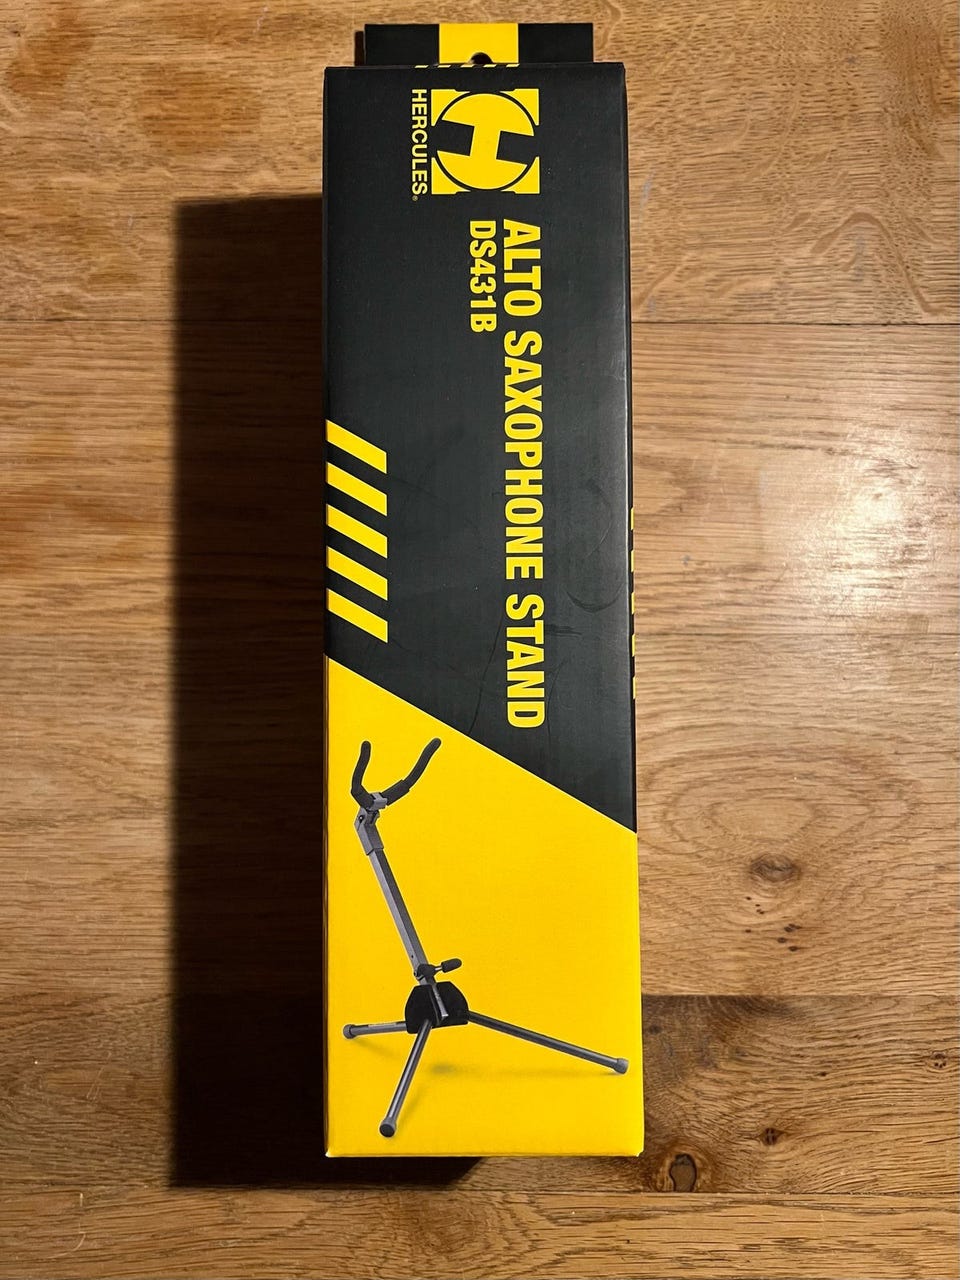 HERCULES®
ALTO SAXOPHONE STAND
DS431B